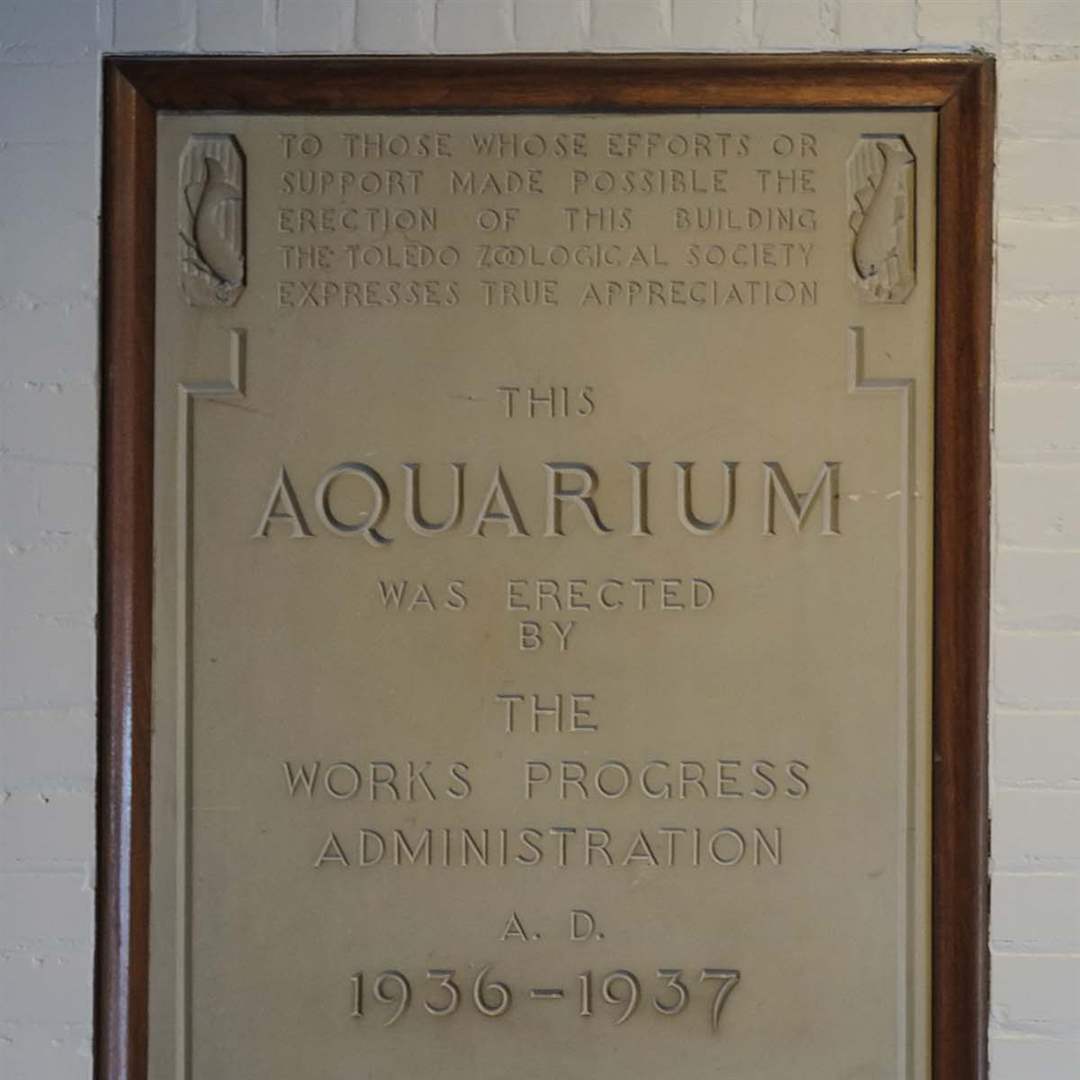 TO THOSE WHOSE EFFORTS OR
SUPPORT MADE POSSIBLE THE
ERECTION OF THIS BUILDING
THE TOLEDO ZOOLOGICAL SOCIETY
EXPRESSES TRUE APPRECIATION
THIS
AQUARIUM
WAS ERECTED
BY
THE
WORKS PROGRESS
ADMINISTRATION
A. D.
1936-1937